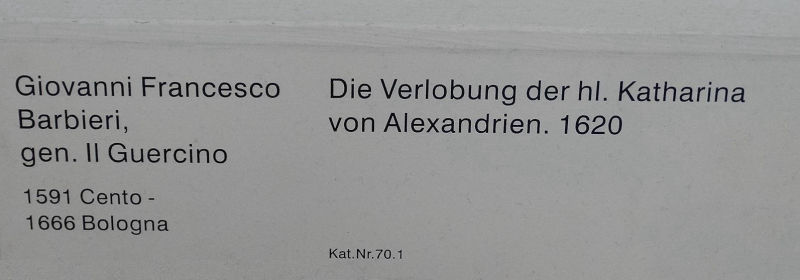 Giovanni Francesco
Barbieri,
gen. Il Guercino
1591 Cento -
1666 Bologna
Die Verlobung der hl. Katharina
von Alexandrien. 1620
Kat.Nr.70.1